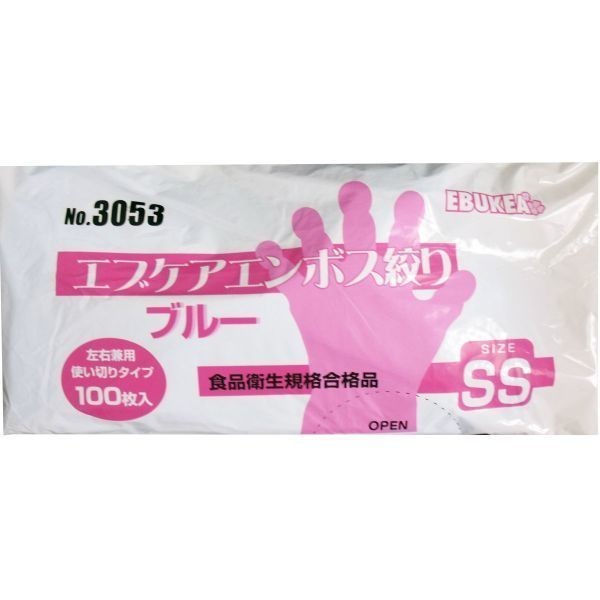 No.3053
EBUKEA
エブケアエンボス絞り
ブルー
左右兼用
使い切りタイプ
100枚入
食品衛生規格合格品
SIZE
SS
OPEN